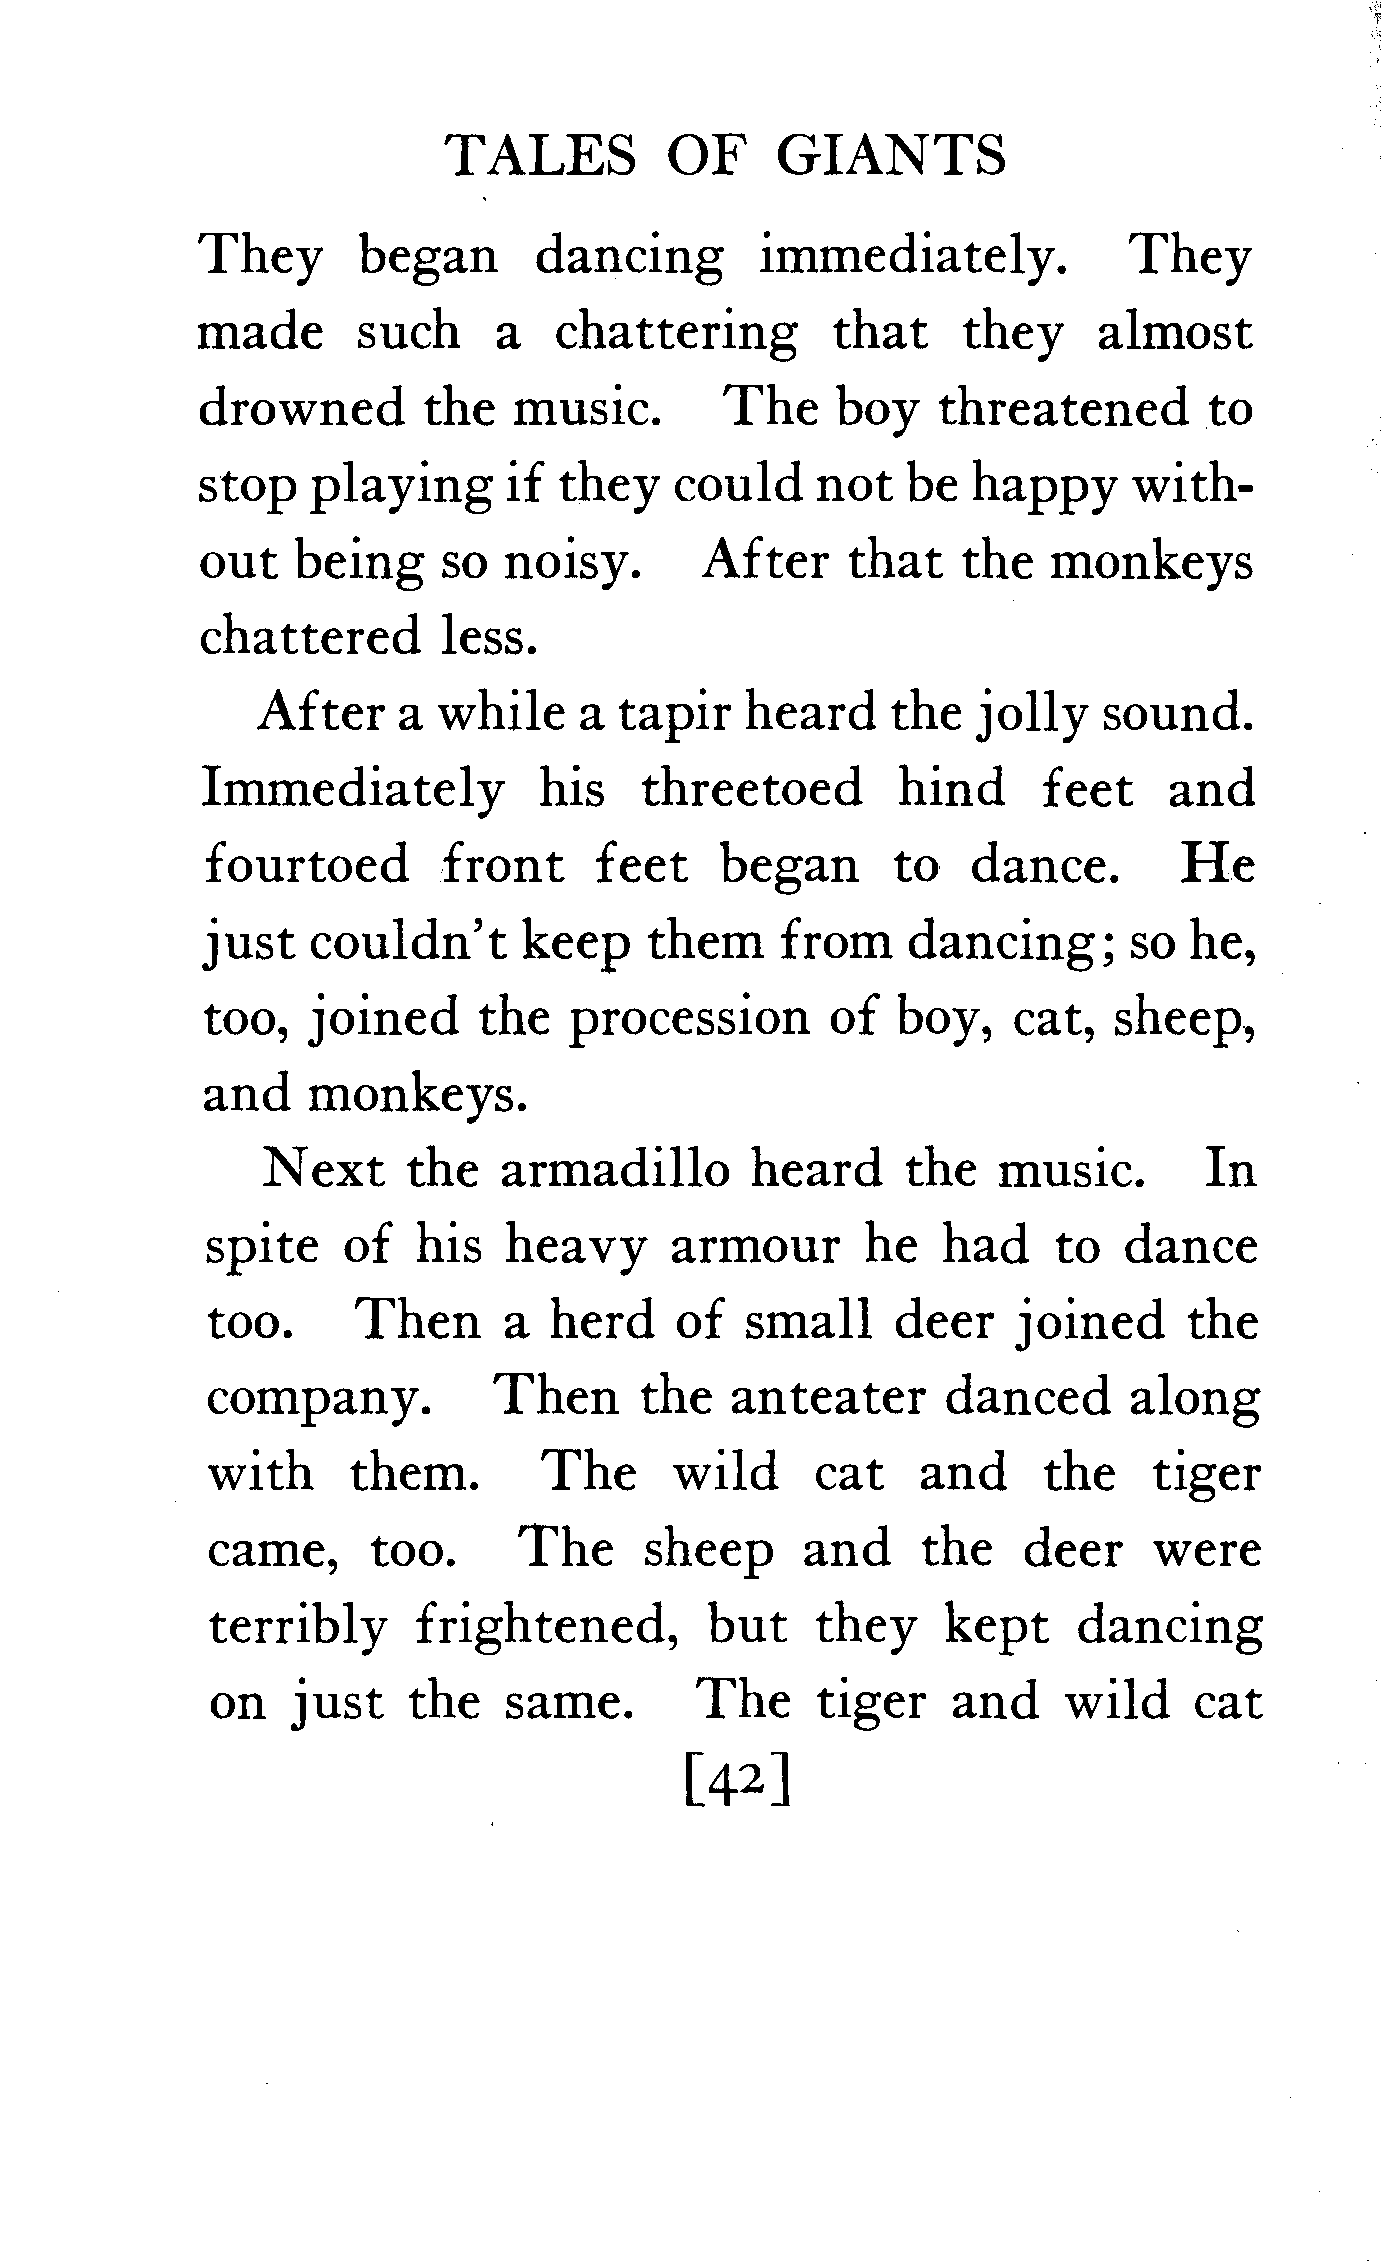 TALES OF GIANTS
They began dancing immediately. They
made such a chattering that they almost
drowned the music. The boy threatened to
stop playing if they could not be happy with-
out being so noisy. After that the monkeys
chattered less.
After a while a tapir heard the jolly sound.
Immediately his threetoed hind feet and
fourtoed front feet began to dance. He
just couldn't keep them from dancing; so he,
too, joined the procession of boy, cat, sheep,
and monkeys.
Next the armadillo heard the music. In
spite of his heavy armour he had to dance
too. Then a herd of small deer joined the
company. Then the anteater danced along
with them. The wild cat and the tiger
came, too. The sheep and the deer were
terribly frightened, but they kept dancing
on just the same. The tiger and wild cat
[42]